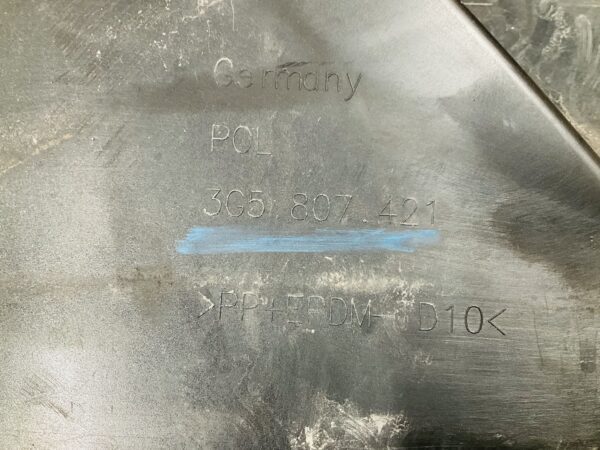 Germany
POL
3G5 807.421
>PP+EPDM- D10<